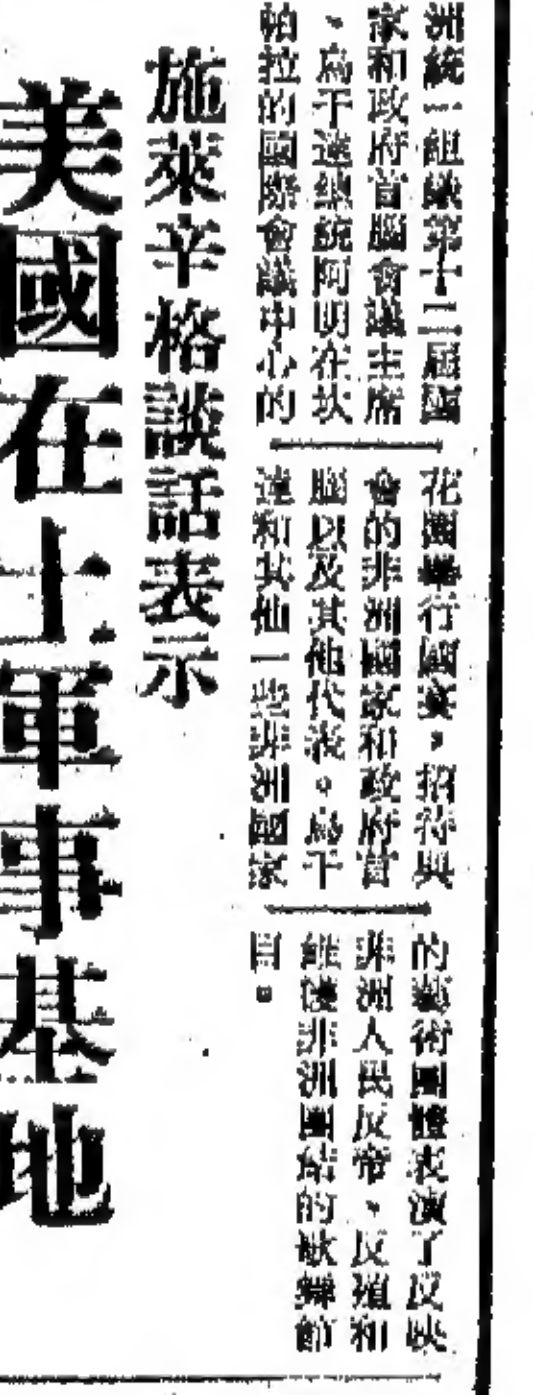 洲統一組織第十二屆國
家和政府首腦會議主席
、烏干達總統阿明在坎
帕拉的國際會議中心的
花園舉行國宴，招待與
會的非洲國家和政府首
腦以及其他代表。烏干
達和其他一些非洲國家
的藝術團體表演了反映
非洲人民反帝、反殖和
維護非洲團結的歌舞節
目。
施萊辛格談話表示
美國在土軍事基地